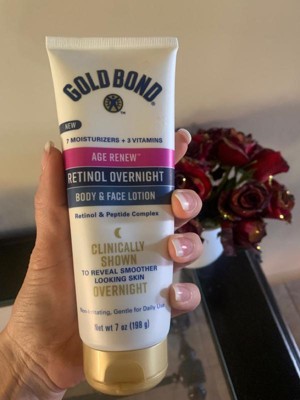 GOLD BOND
NEW
7 MOISTURIZERS + 3 VITAMINS
AGE RENEW™
RETINOL OVERNIGHT
BODY & FACE LOTION
Retinol & Peptide Complex
CLINICALLY
SHOWN
TO REVEAL SMOOTHER
LOOKING SKIN
OVERNIGHT
Non-Irritating, Gentle for Daily Use
Net wt 7 oz (198 g)